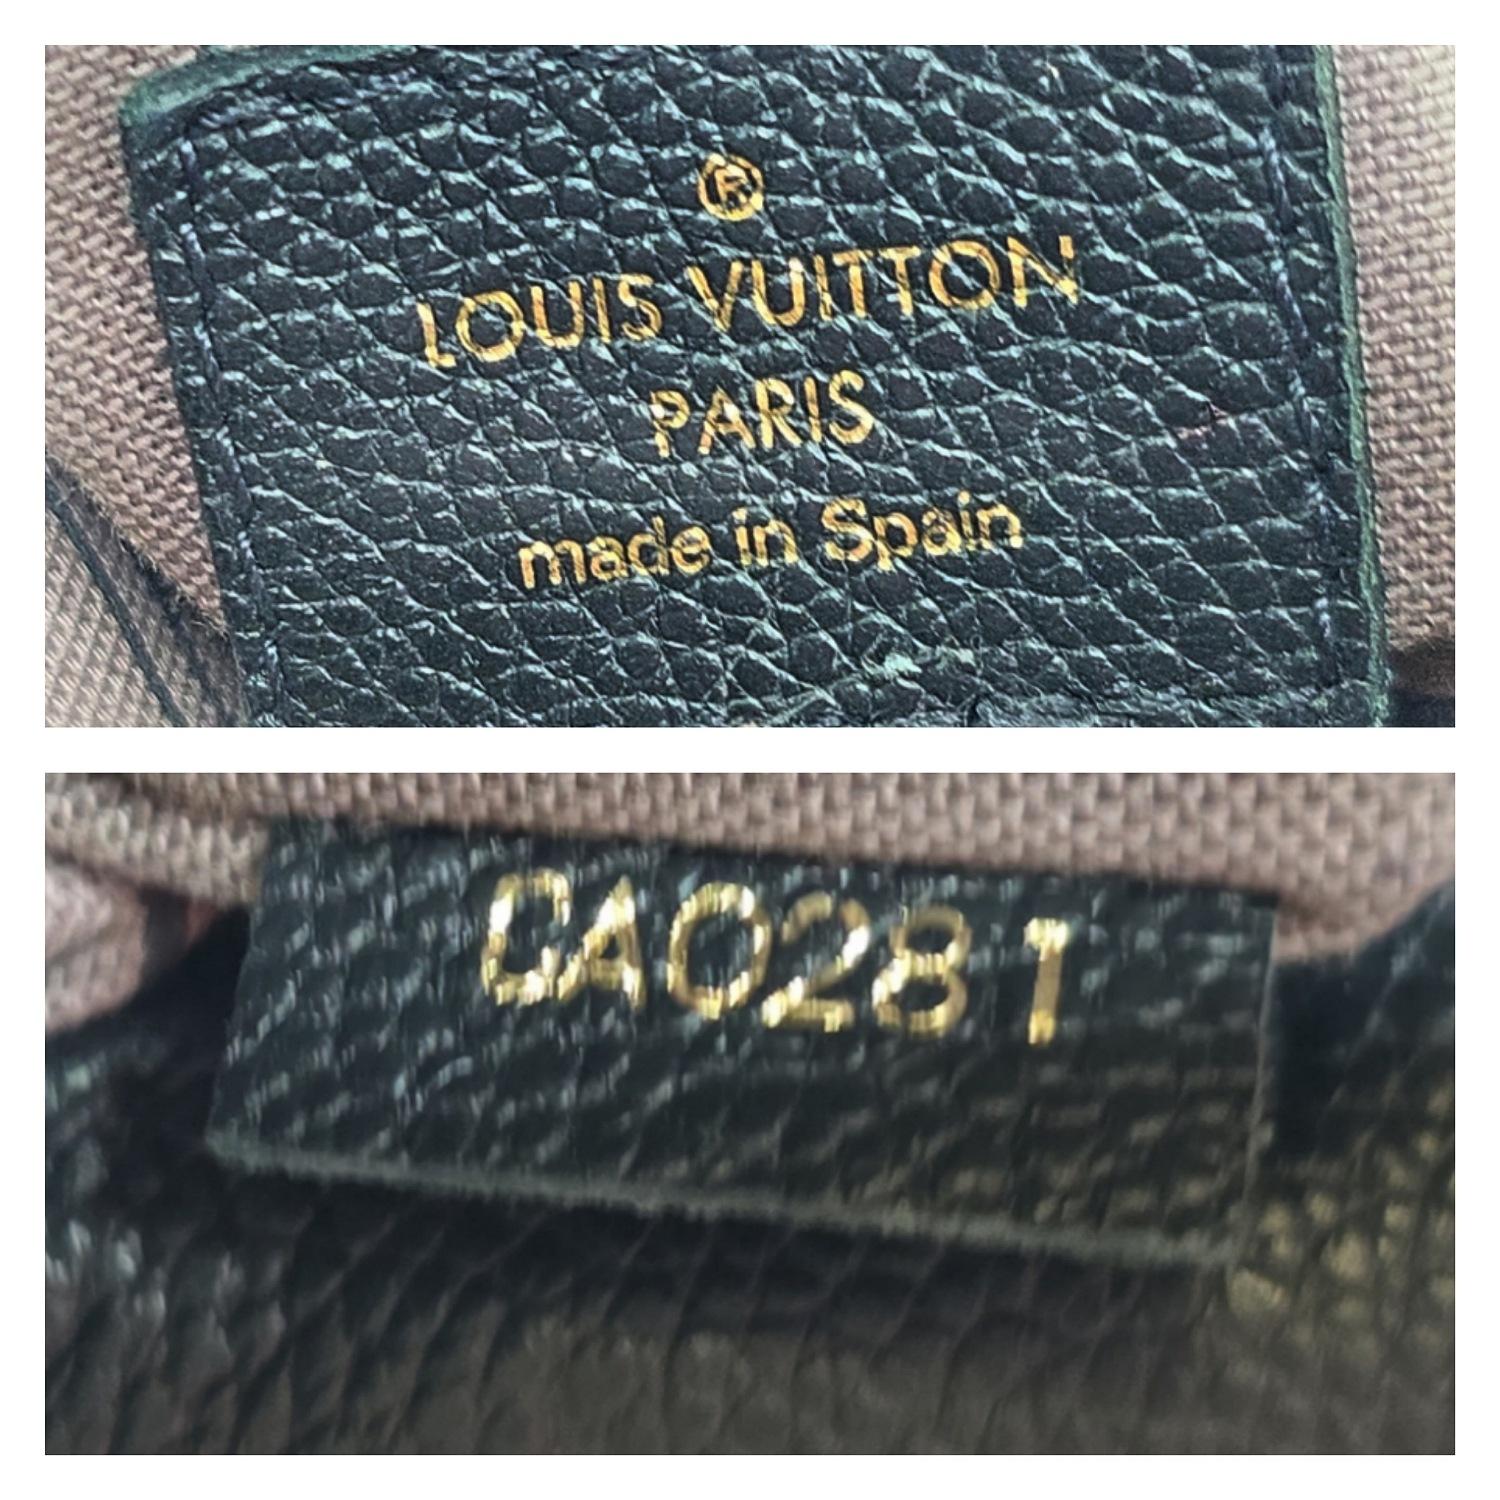 ®
LOUIS VUITTON
PARIS
made in Spain
CA0281